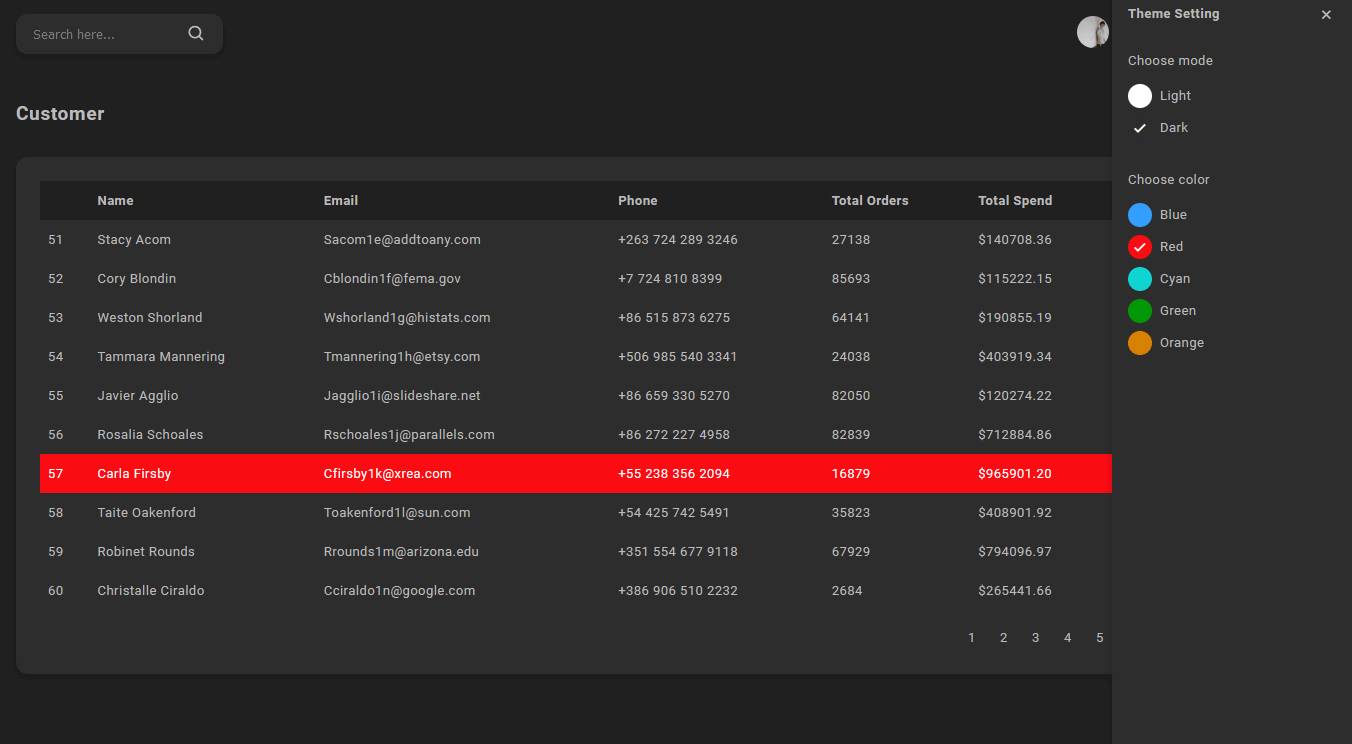 Search here...
Customer
Name Email Phone Total Orders Total Spend
51 Stacy Acom Sacom1e@addtoany.com +263 724 289 3246 27138 $140708.36
52 Cory Blondin Cblondin1f@fema.gov +7 724 810 8399 85693 $115222.15
53 Weston Shorland Wshorland1g@histats.com +86 515 873 6275 64141 $190855.19
54 Tammara Mannering Tmannering1h@etsy.com +506 985 540 3341 24038 $403919.34
55 Javier Agglio Jagglio1i@slideshare.net +86 659 330 5270 82050 $120274.22
56 Rosalia Schoales Rschoales1j@parallels.com +86 272 227 4958 82839 $712884.86
57 Carla Firsby Cfirsby1k@xrea.com +55 238 356 2094 16879 $965901.20
58 Taite Oakenford Toakenford1l@sun.com +54 425 742 5491 35823 $408901.92
59 Robinet Rounds Rrounds1m@arizona.edu +351 554 677 9118 67929 $794096.97
60 Christalle Ciraldo Cciraldo1n@google.com +386 906 510 2232 2684 $265441.66
1 2 3 4 5
Theme Setting
Choose mode
Light
Dark
Choose color
Blue
Red
Cyan
Green
Orange